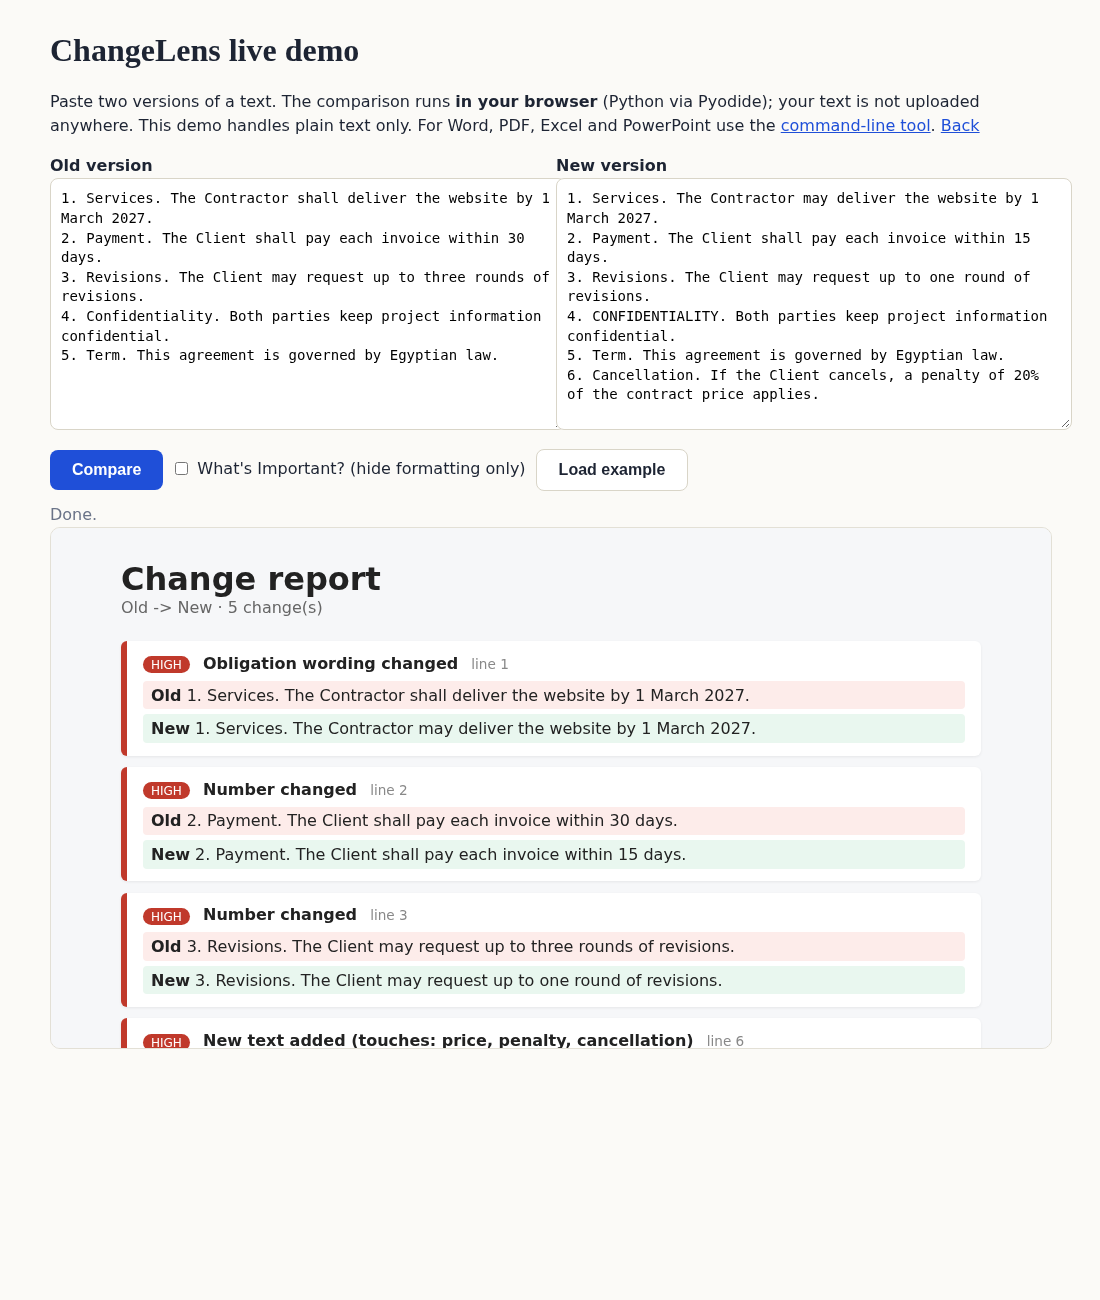 ChangeLens live demo
Paste two versions of a text. The comparison runs in your browser (Python via Pyodide); your text is not uploaded
anywhere. This demo handles plain text only. For Word, PDF, Excel and PowerPoint use the command-line tool. Back
Old version
1. Services. The Contractor shall deliver the website by 1
March 2027.
2. Payment. The Client shall pay each invoice within 30
days.
3. Revisions. The Client may request up to three rounds of
revisions.
4. Confidentiality. Both parties keep project information
confidential.
5. Term. This agreement is governed by Egyptian law.
New version
1. Services. The Contractor may deliver the website by 1
March 2027.
2. Payment. The Client shall pay each invoice within 15
days.
3. Revisions. The Client may request up to one round of
revisions.
4. CONFIDENTIALITY. Both parties keep project information
confidential.
5. Term. This agreement is governed by Egyptian law.
6. Cancellation. If the Client cancels, a penalty of 20%
of the contract price applies.
Compare What's Important? (hide formatting only) Load example
Done.
Change report
Old -> New · 5 change(s)
HIGH Obligation wording changed line 1
Old 1. Services. The Contractor shall deliver the website by 1 March 2027.
New 1. Services. The Contractor may deliver the website by 1 March 2027.
HIGH Number changed line 2
Old 2. Payment. The Client shall pay each invoice within 30 days.
New 2. Payment. The Client shall pay each invoice within 15 days.
HIGH Number changed line 3
Old 3. Revisions. The Client may request up to three rounds of revisions.
New 3. Revisions. The Client may request up to one round of revisions.
HIGH New text added (touches: price, penalty, cancellation) line 6